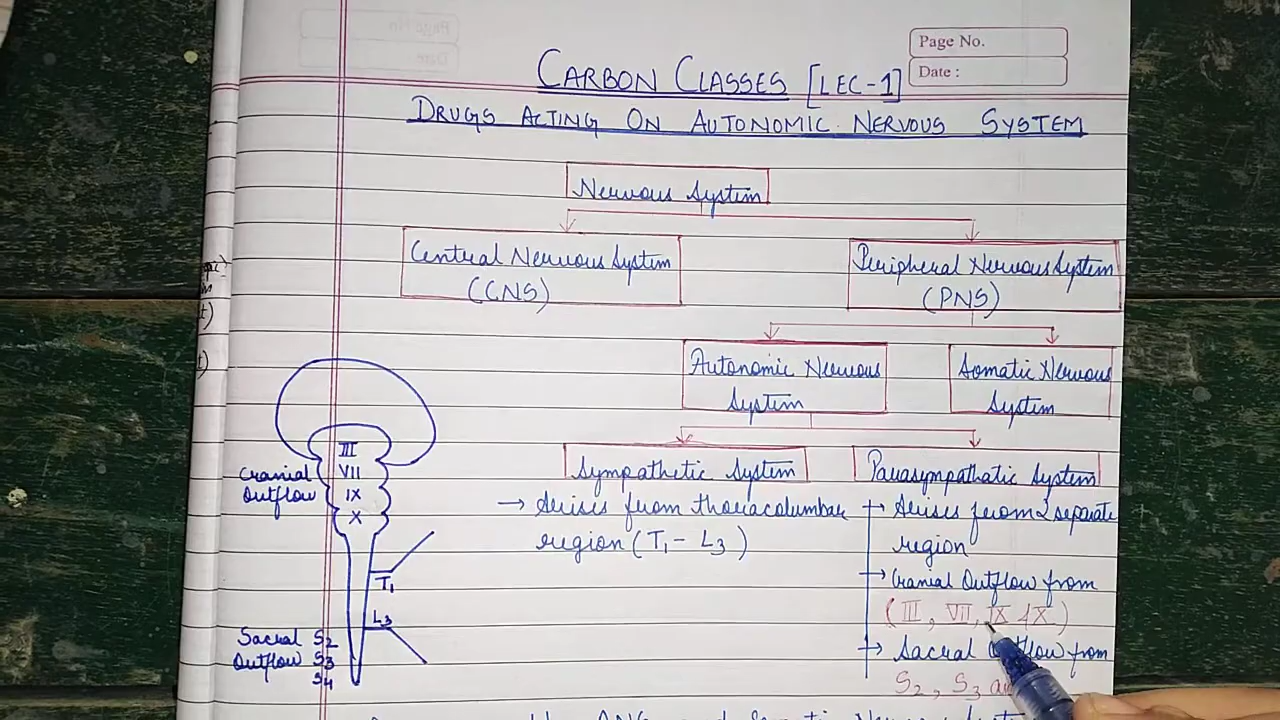 Page No.
Date :
CARBON CLASSES [LEC-1]
DRUGS ACTING ON AUTONOMIC NERVOUS SYSTEM
Nervous System
Central Nervous System
(CNS)
Peripheral Nervous System
(PNS)
Autonomic Nervous
System
Somatic Nervous
System
Sympathetic System
→ Arises from thoracolumbar
region (T1 - L3)
Parasympathatic System
→ Arises from 2 separate
region
→ Cranial Outflow from
(III, VII, IX & X)
→ Sacral Outflow from
S2, S3
Cranial
Outflow
III
VII
IX
X
T1
L3
Sacral
Outflow
S2
S3
S4